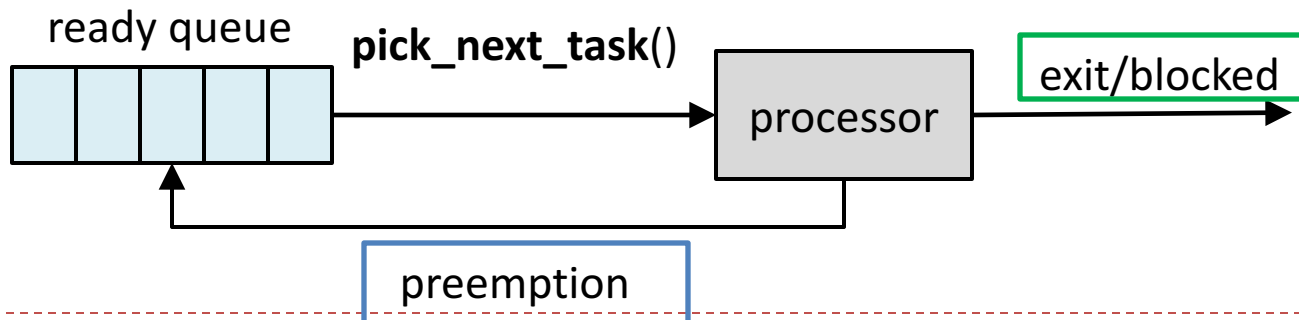 ready queue
pick_next_task()
exit/blocked
processor
preemption